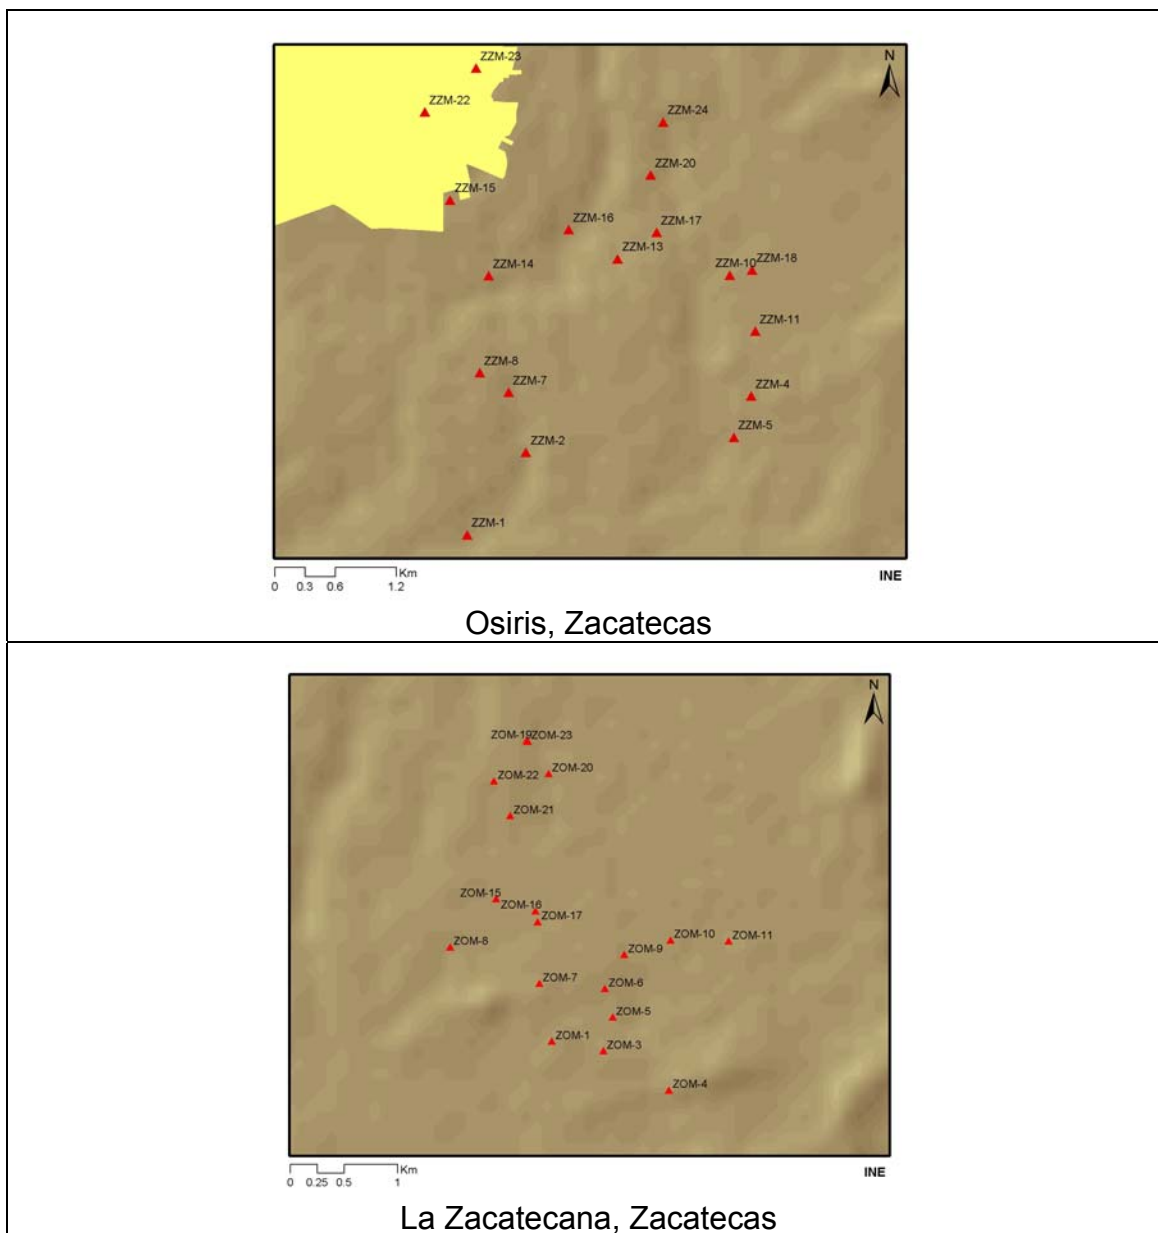 N
ZZM-23
ZZM-22
ZZM-24
ZZM-20
ZZM-15
ZZM-16
ZZM-17
ZZM-13
ZZM-14
ZZM-10
ZZM-18
ZZM-11
ZZM-8
ZZM-7
ZZM-4
ZZM-5
ZZM-2
ZZM-1
Km
0 0.3 0.6 1.2
INE
Osiris, Zacatecas
N
ZOM-19 ZOM-23
ZOM-22
ZOM-20
ZOM-21
ZOM-15
ZOM-16
ZOM-17
ZOM-8
ZOM-9
ZOM-10
ZOM-11
ZOM-7
ZOM-6
ZOM-5
ZOM-1
ZOM-3
ZOM-4
Km
0 0.25 0.5 1
INE
La Zacatecana, Zacatecas